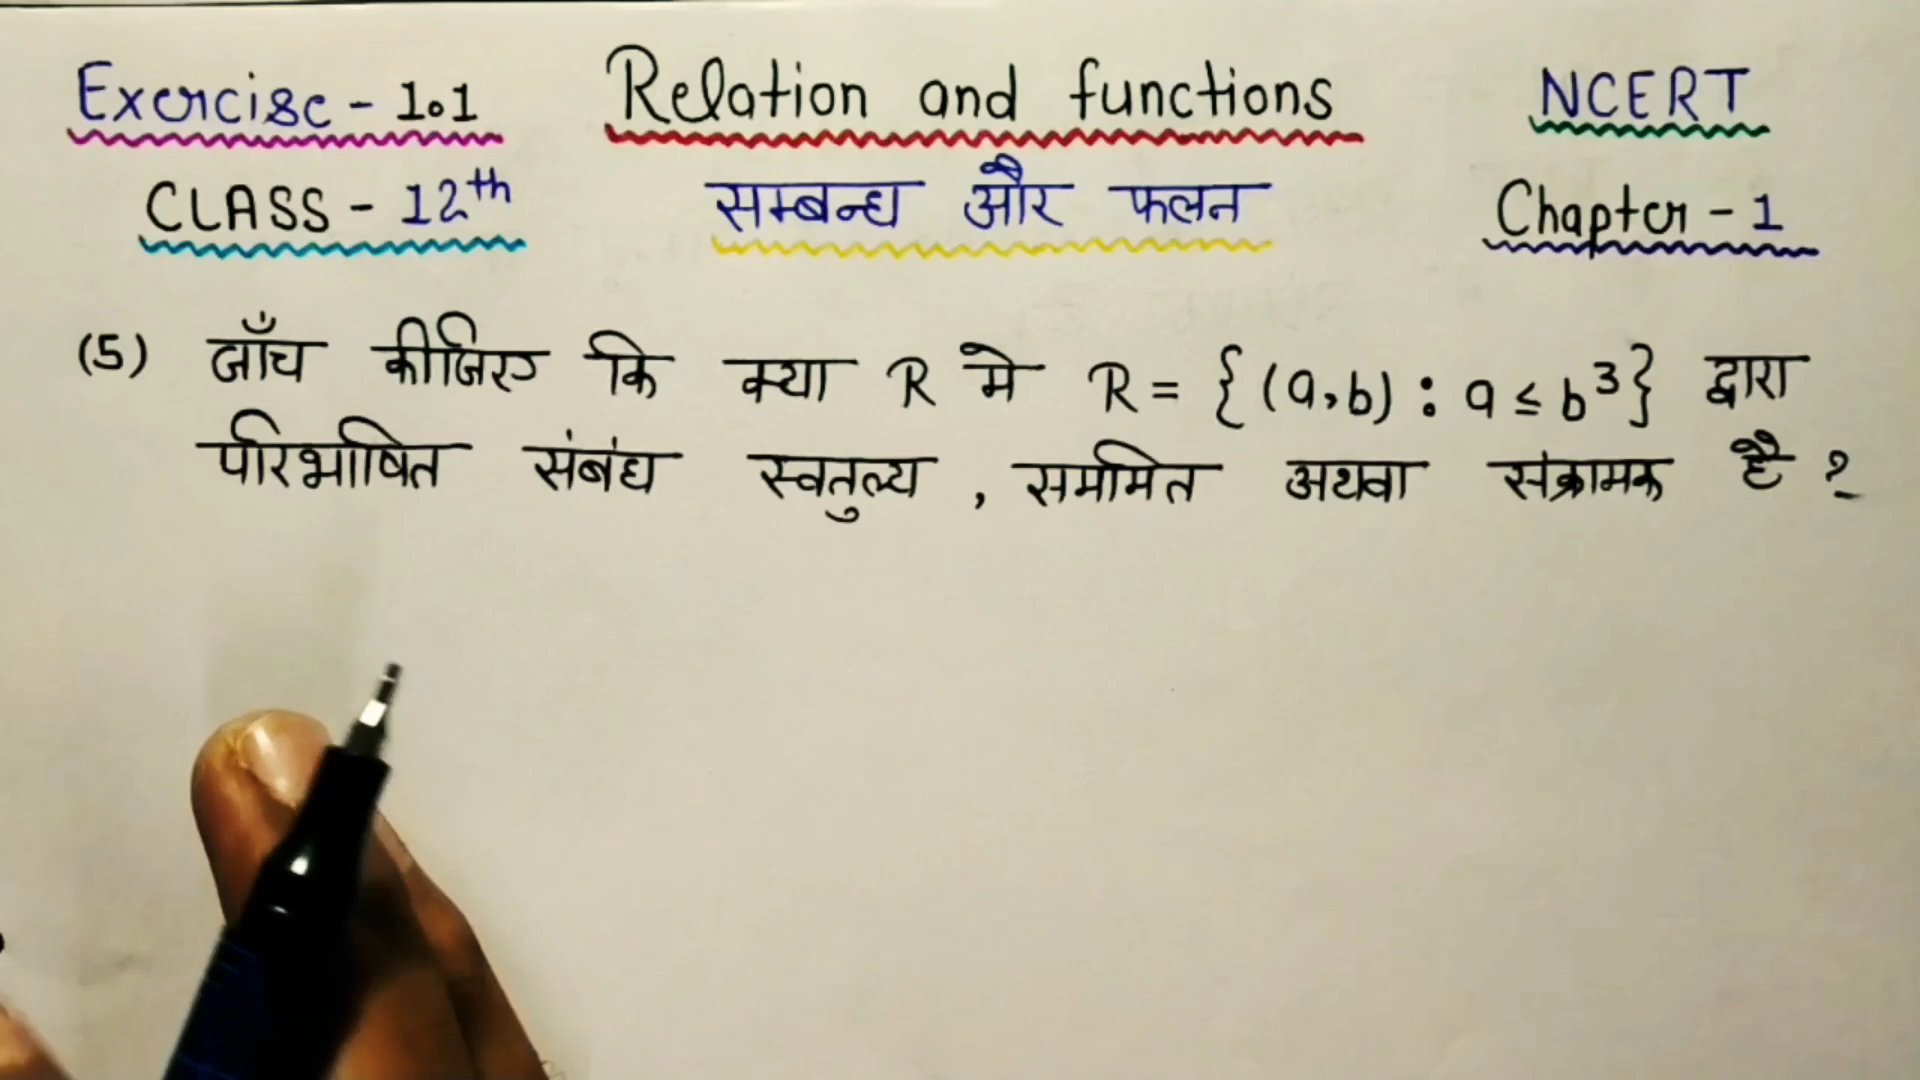 Exercise - 1.1 Relation and functions NCERT
CLASS - 12th सम्बन्ध और फलन Chapter - 1
(5) जाँच कीजिए कि क्या R मे R = {(a,b) : a ≤ b³} द्वारा
परिभाषित संबंध स्वतुल्य , सममित अथवा संक्रामक है ?